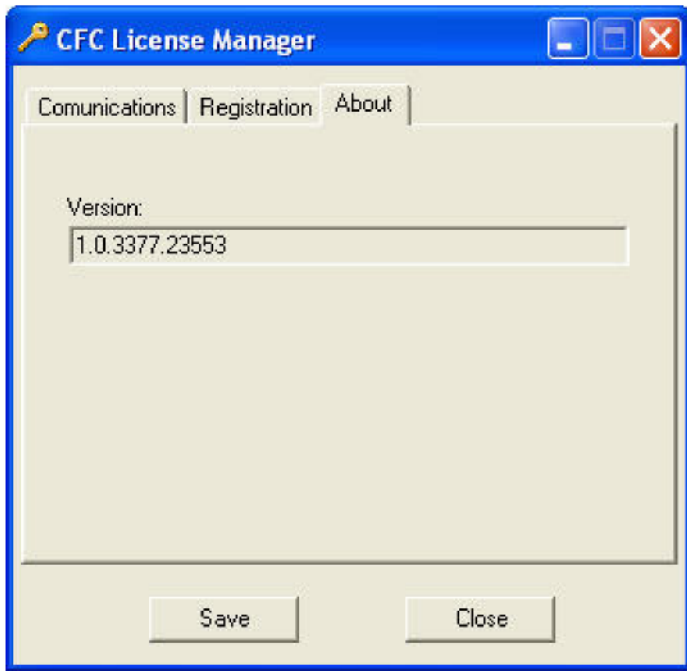 CFC License Manager
Comunications Registration About
Version:
1.0.3377.23553
Save Close